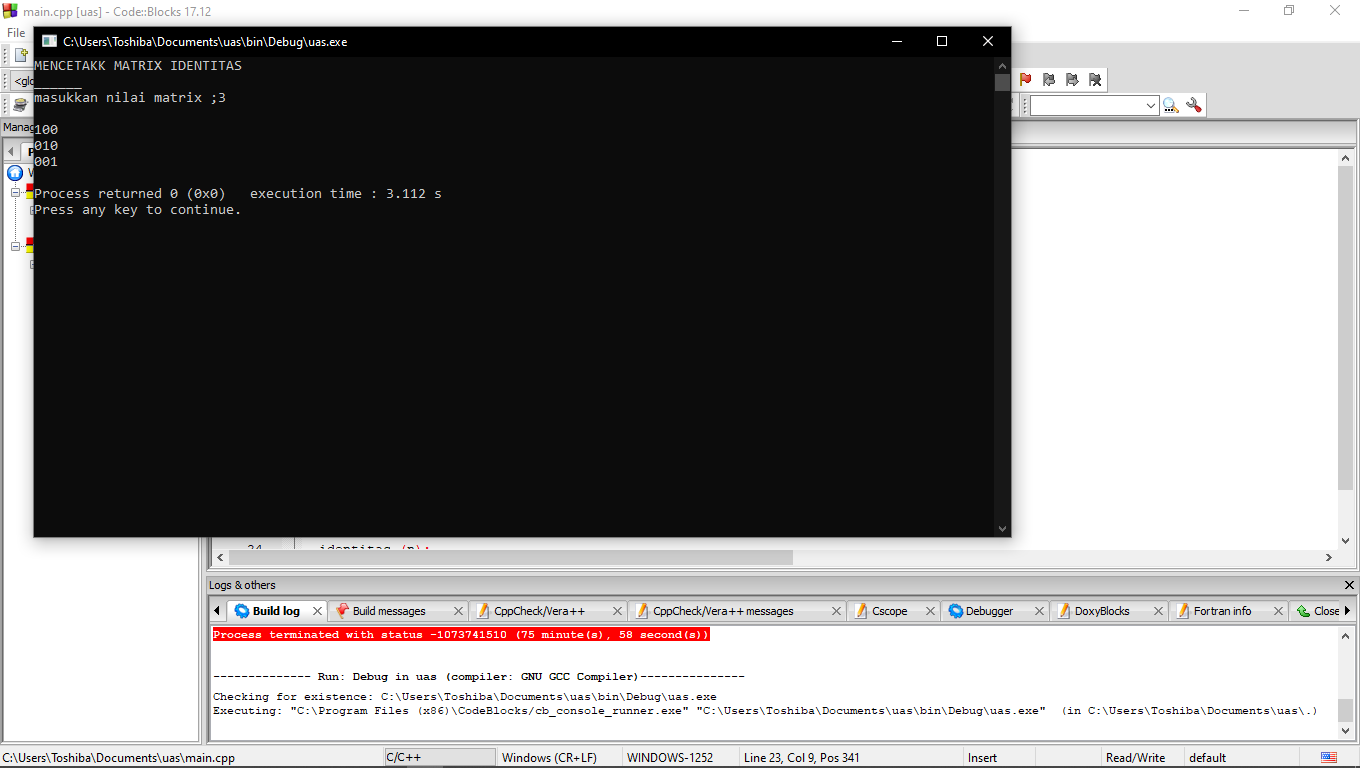 main.cpp [uas] - Code::Blocks 17.12
File
C:\Users\Toshiba\Documents\uas\bin\Debug\uas.exe
MENCETAKK MATRIX IDENTITAS
______
masukkan nilai matrix ;3
100
010
001
Process returned 0 (0x0)   execution time : 3.112 s
Press any key to continue.
<glo
Manag
24 identitas (n);
Logs & others
Build log
Build messages
CppCheck/Vera++
CppCheck/Vera++ messages
Cscope
Debugger
DoxyBlocks
Fortran info
Close
Process terminated with status -1073741510 (75 minute(s), 58 second(s))
-------------- Run: Debug in uas (compiler: GNU GCC Compiler)---------------
Checking for existence: C:\Users\Toshiba\Documents\uas\bin\Debug\uas.exe
Executing: "C:\Program Files (x86)\CodeBlocks/cb_console_runner.exe" "C:\Users\Toshiba\Documents\uas\bin\Debug\uas.exe"  (in C:\Users\Toshiba\Documents\uas\.)
C:\Users\Toshiba\Documents\uas\main.cpp
C/C++
Windows (CR+LF)
WINDOWS-1252
Line 23, Col 9, Pos 341
Insert
Read/Write
default